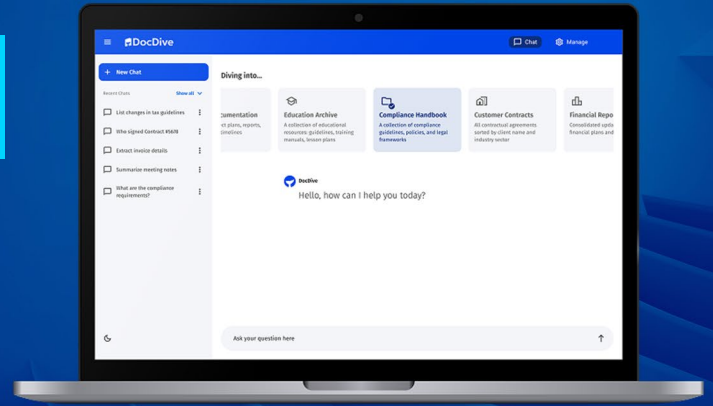 DocDive
Chat
Manage
+ New Chat
Recent Chats
Show all
List changes in tax guidelines
Who signed Contract #5678
Extract invoice details
Summarize meeting notes
What are the compliance
requirements?
Diving into...
Education Archive
A collection of educational
resources: guidelines, training
manuals, lesson plans
Compliance Handbook
A collection of compliance
guidelines, policies, and legal
frameworks
Customer Contracts
All contractual agreements
sorted by client name and
industry sector
Financial Repo
Consolidated upda
financial plans and
DocDive
Hello, how can I help you today?
Ask your question here